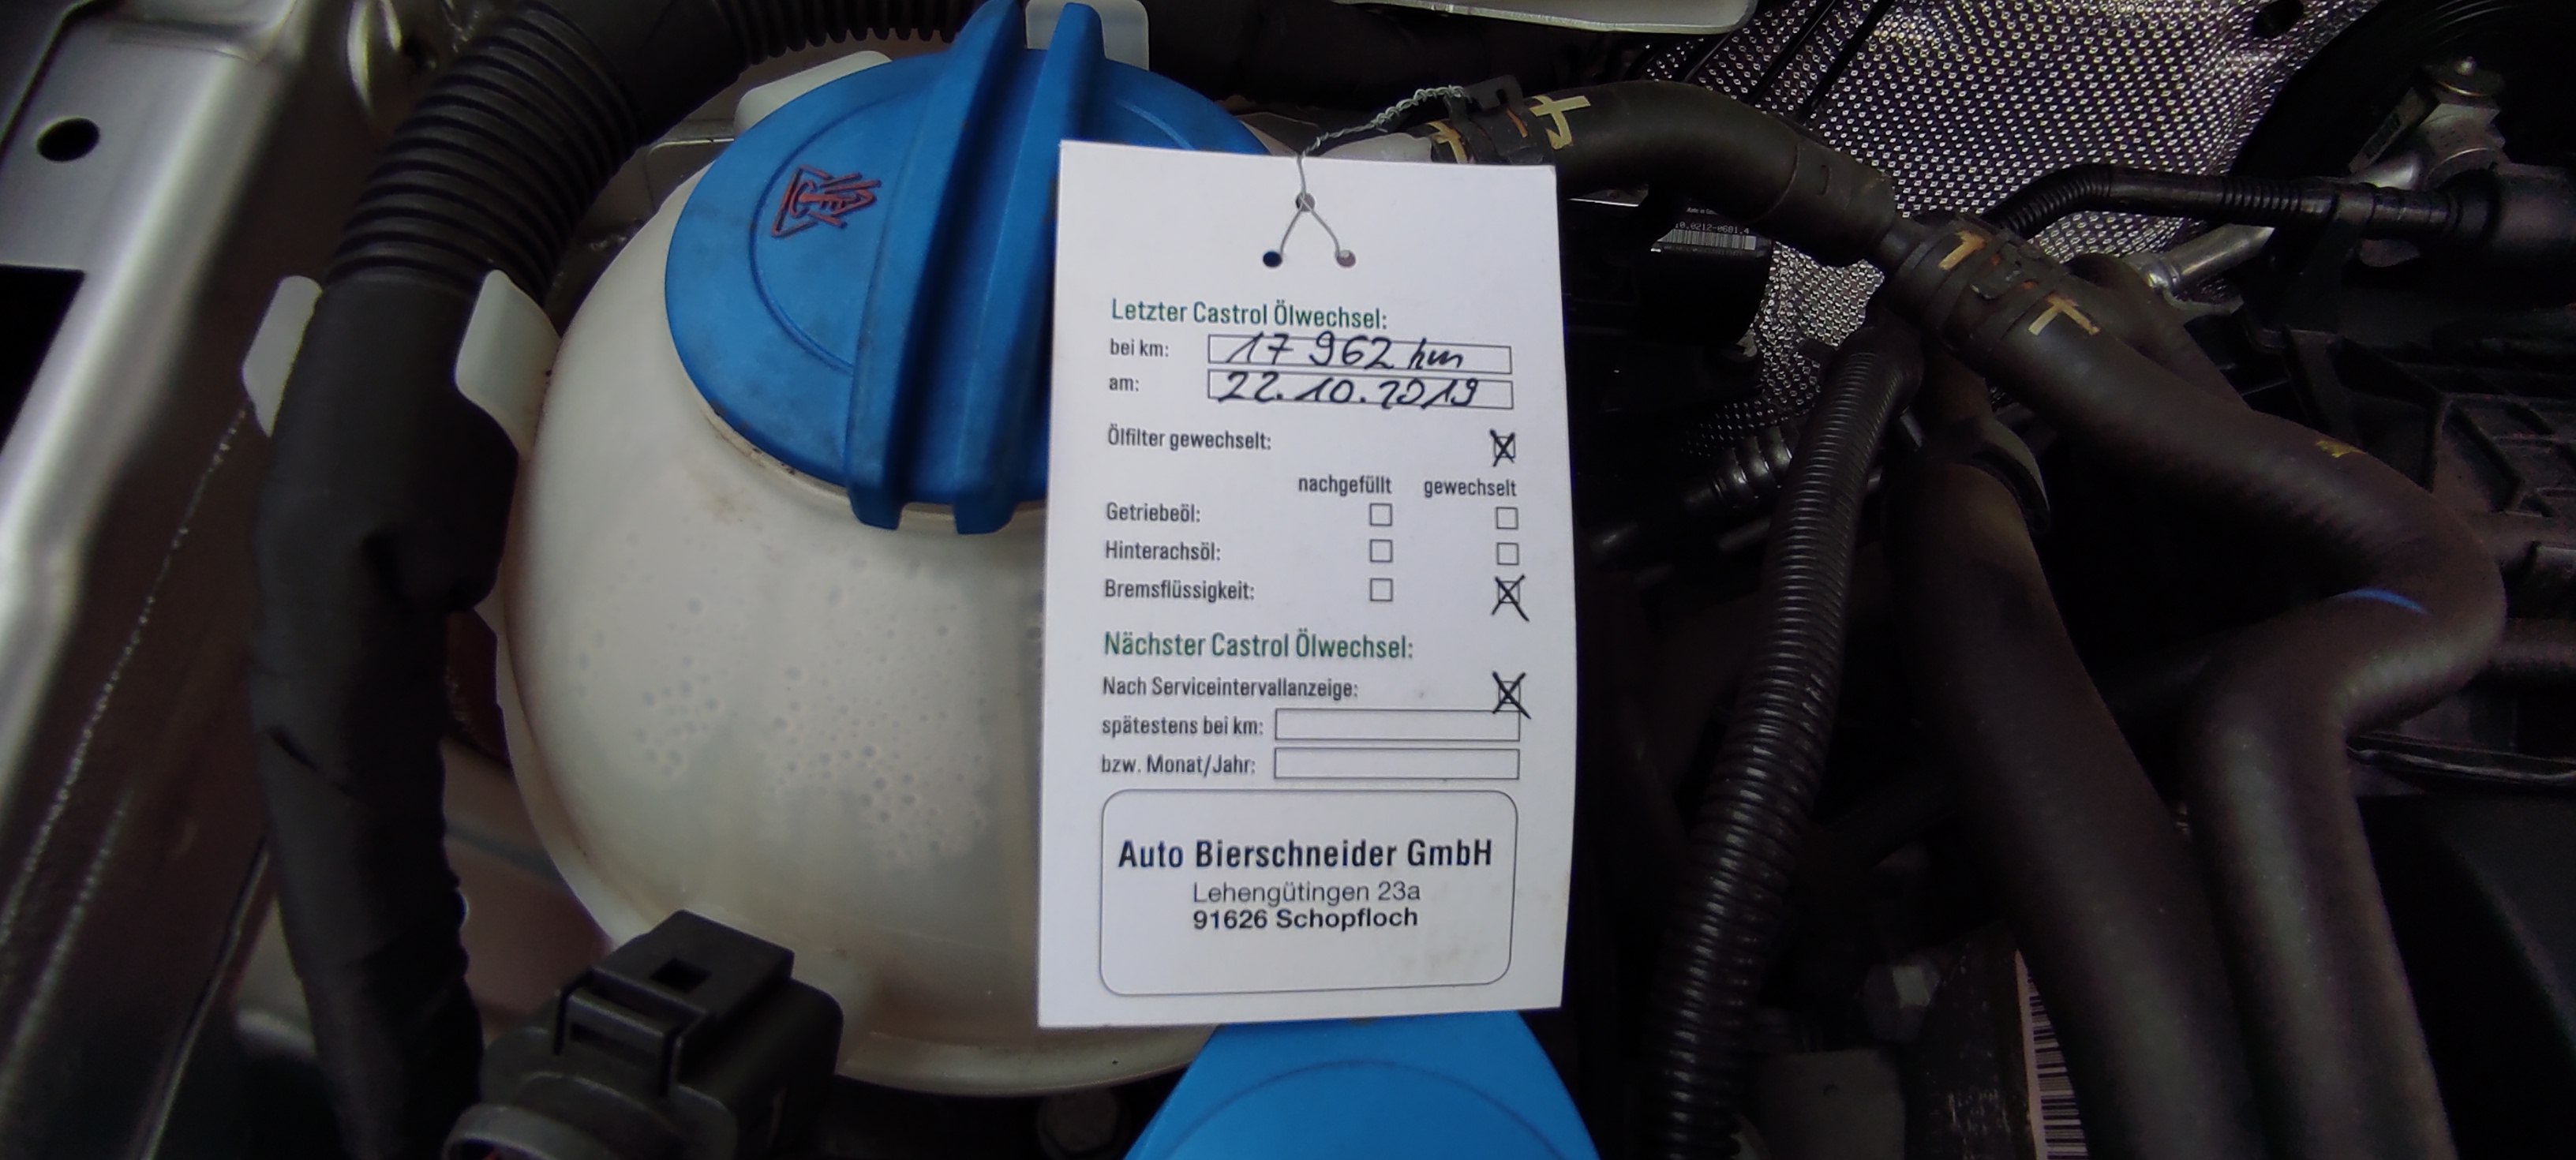 Letzter Castrol Ölwechsel:
bei km: 17 962 km
am: 22.10.2019
Ölfilter gewechselt:
nachgefüllt gewechselt
Getriebeöl:
Hinterachsöl:
Bremsflüssigkeit:
Nächster Castrol Ölwechsel:
Nach Serviceintervallanzeige:
spätestens bei km:
bzw. Monat/Jahr:
Auto Bierschneider GmbH
Lehengütingen 23a
91626 Schopfloch